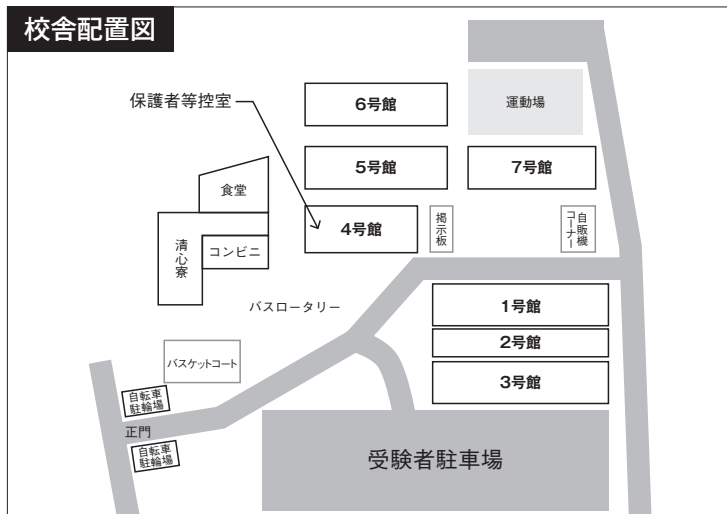 校舎配置図
保護者等控室
6号館
運動場
5号館
7号館
食堂
4号館
掲示板
自販機
コーナー
清心寮
コンビニ
バスロータリー
1号館
2号館
3号館
バスケットコート
自転車
駐輪場
正門
自転車
駐輪場
受験者駐車場